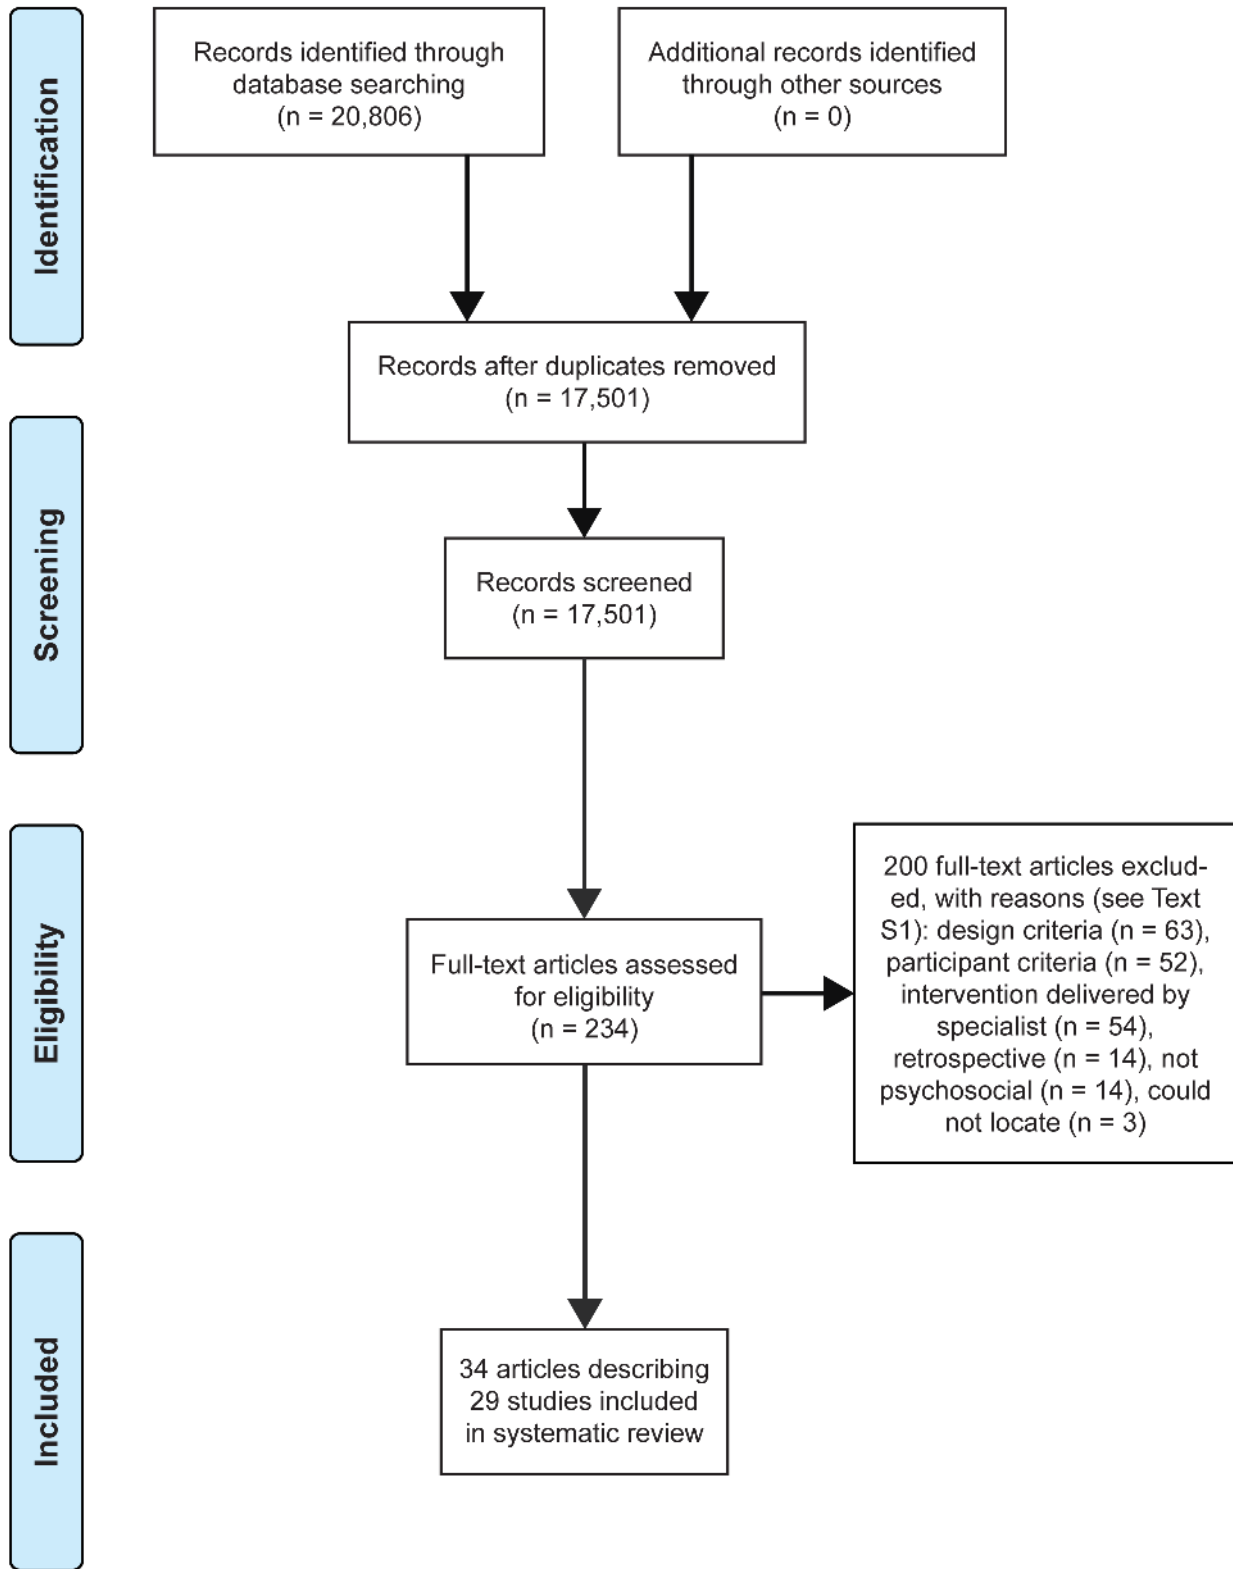 Identification
Records identified through
database searching
(n = 20,806)
Additional records identified
through other sources
(n = 0)
Records after duplicates removed
(n = 17,501)
Screening
Records screened
(n = 17,501)
Eligibility
Full-text articles assessed
for eligibility
(n = 234)
200 full-text articles exclud-
ed, with reasons (see Text
S1): design criteria (n = 63),
participant criteria (n = 52),
intervention delivered by
specialist (n = 54),
retrospective (n = 14), not
psychosocial (n = 14), could
not locate (n = 3)
Included
34 articles describing
29 studies included
in systematic review